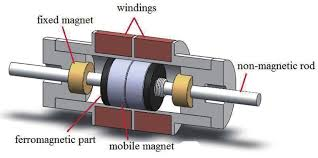 windings
fixed magnet
non-magnetic rod
ferromagnetic part
mobile magnet